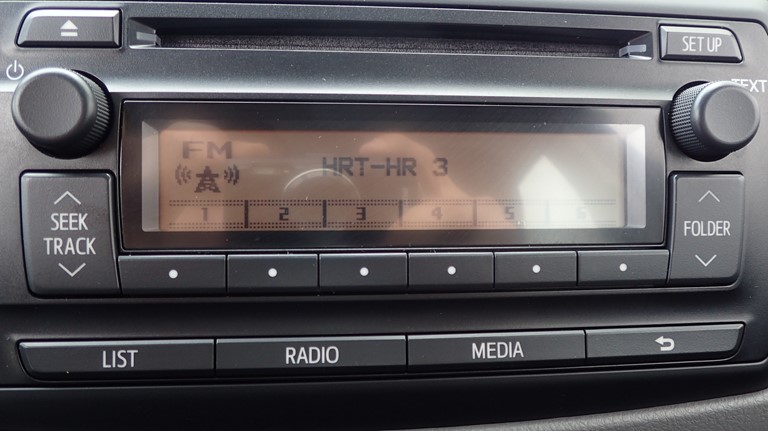 SET UP
TEXT
FM
HRT-HR 3
1 2 3 4 5 6
SEEK
TRACK
FOLDER
LIST RADIO MEDIA